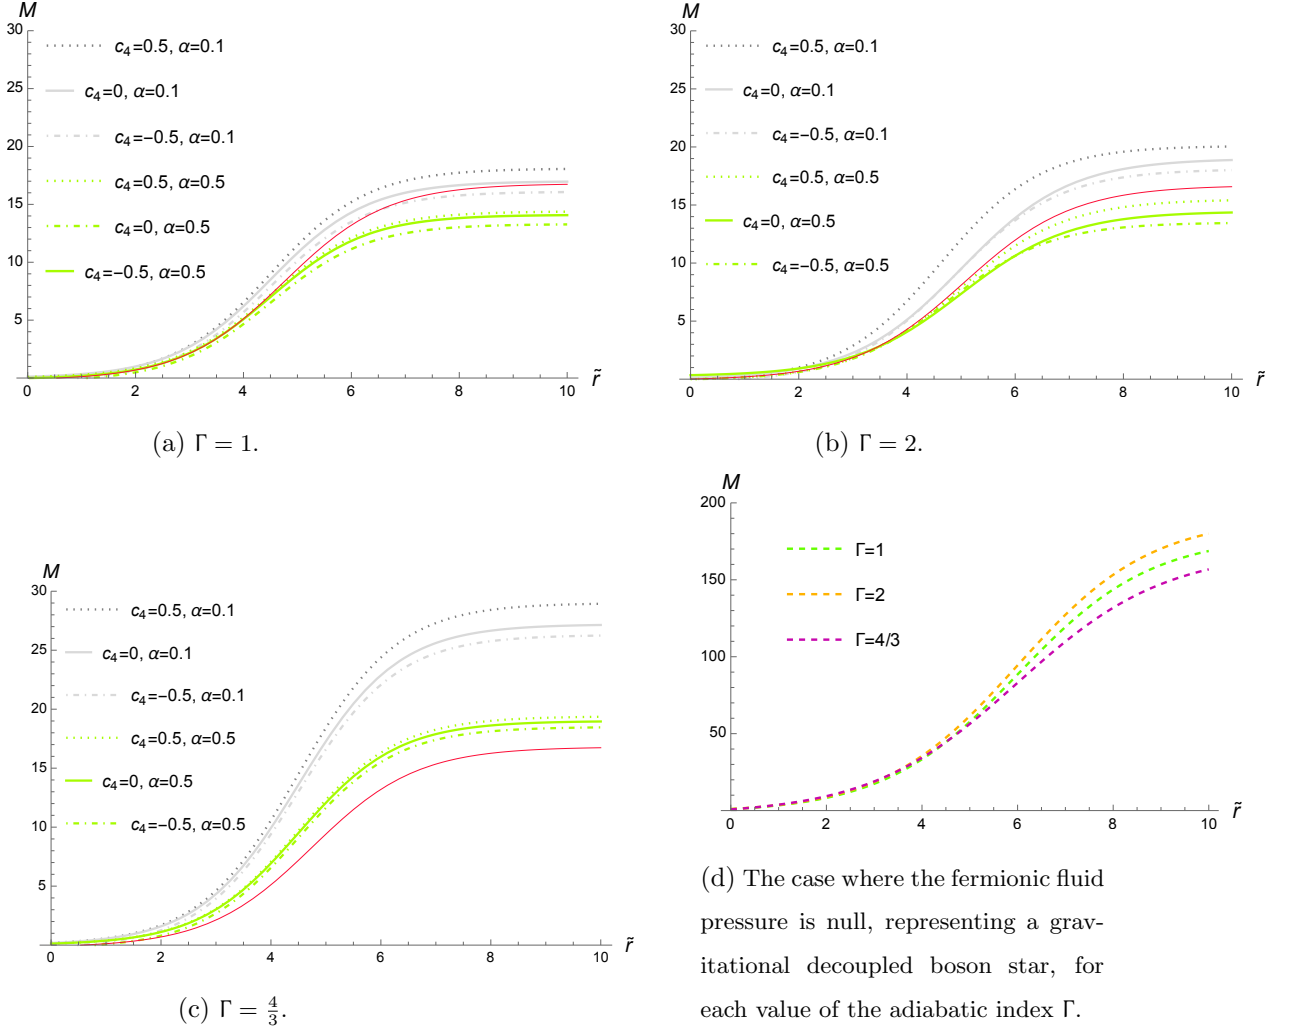 M
30
25
20
15
10
5
c4=0.5, α=0.1
c4=0, α=0.1
c4=-0.5, α=0.1
c4=0.5, α=0.5
c4=0, α=0.5
c4=-0.5, α=0.5
0 2 4 6 8 10 r̃
(a) Γ = 1.
M
30
25
20
15
10
5
c4=0.5, α=0.1
c4=0, α=0.1
c4=-0.5, α=0.1
c4=0.5, α=0.5
c4=0, α=0.5
c4=-0.5, α=0.5
0 2 4 6 8 10 r̃
(b) Γ = 2.
M
30
25
20
15
10
5
c4=0.5, α=0.1
c4=0, α=0.1
c4=-0.5, α=0.1
c4=0.5, α=0.5
c4=0, α=0.5
c4=-0.5, α=0.5
0 2 4 6 8 10 r̃
(c) Γ = 4/3.
M
200
150
100
50
Γ=1
Γ=2
Γ=4/3
0 2 4 6 8 10 r̃
(d) The case where the fermionic fluid
pressure is null, representing a grav-
itational decoupled boson star, for
each value of the adiabatic index Γ.